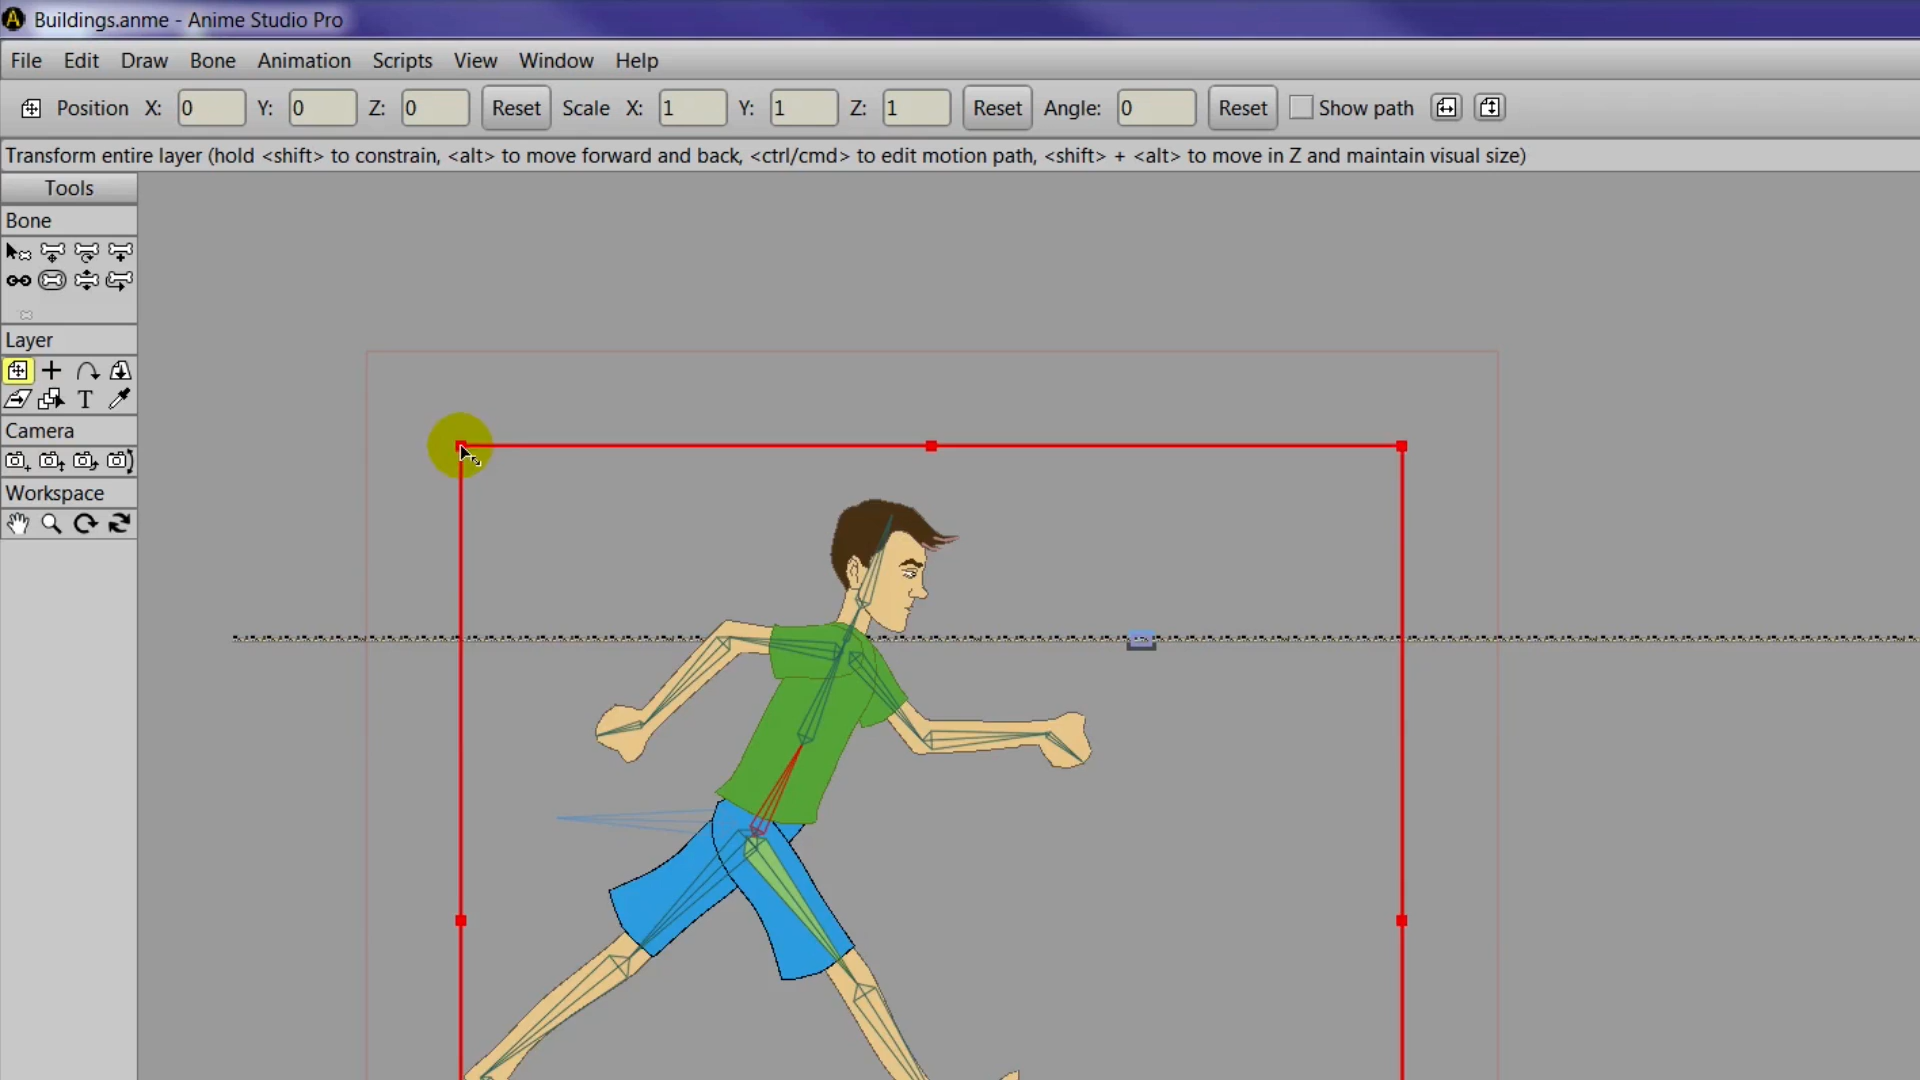 Buildings.anme - Anime Studio Pro
File Edit Draw Bone Animation Scripts View Window Help
Position X: 0 Y: 0 Z: 0 Reset Scale X: 1 Y: 1 Z: 1 Reset Angle: 0 Reset Show path
Transform entire layer (hold <shift> to constrain, <alt> to move forward and back, <ctrl/cmd> to edit motion path, <shift> + <alt> to move in Z and maintain visual size)
Tools
Bone
Layer
T
Camera
Workspace